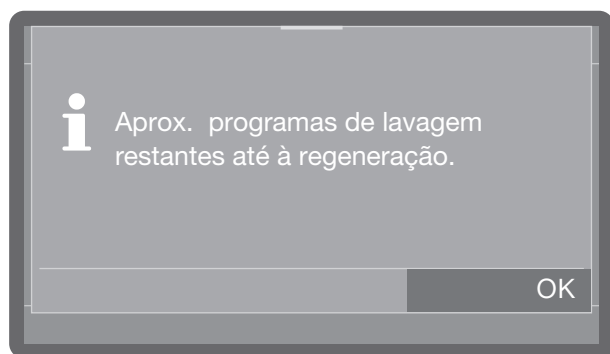 Aprox. programas de lavagem
restantes até à regeneração.
OK